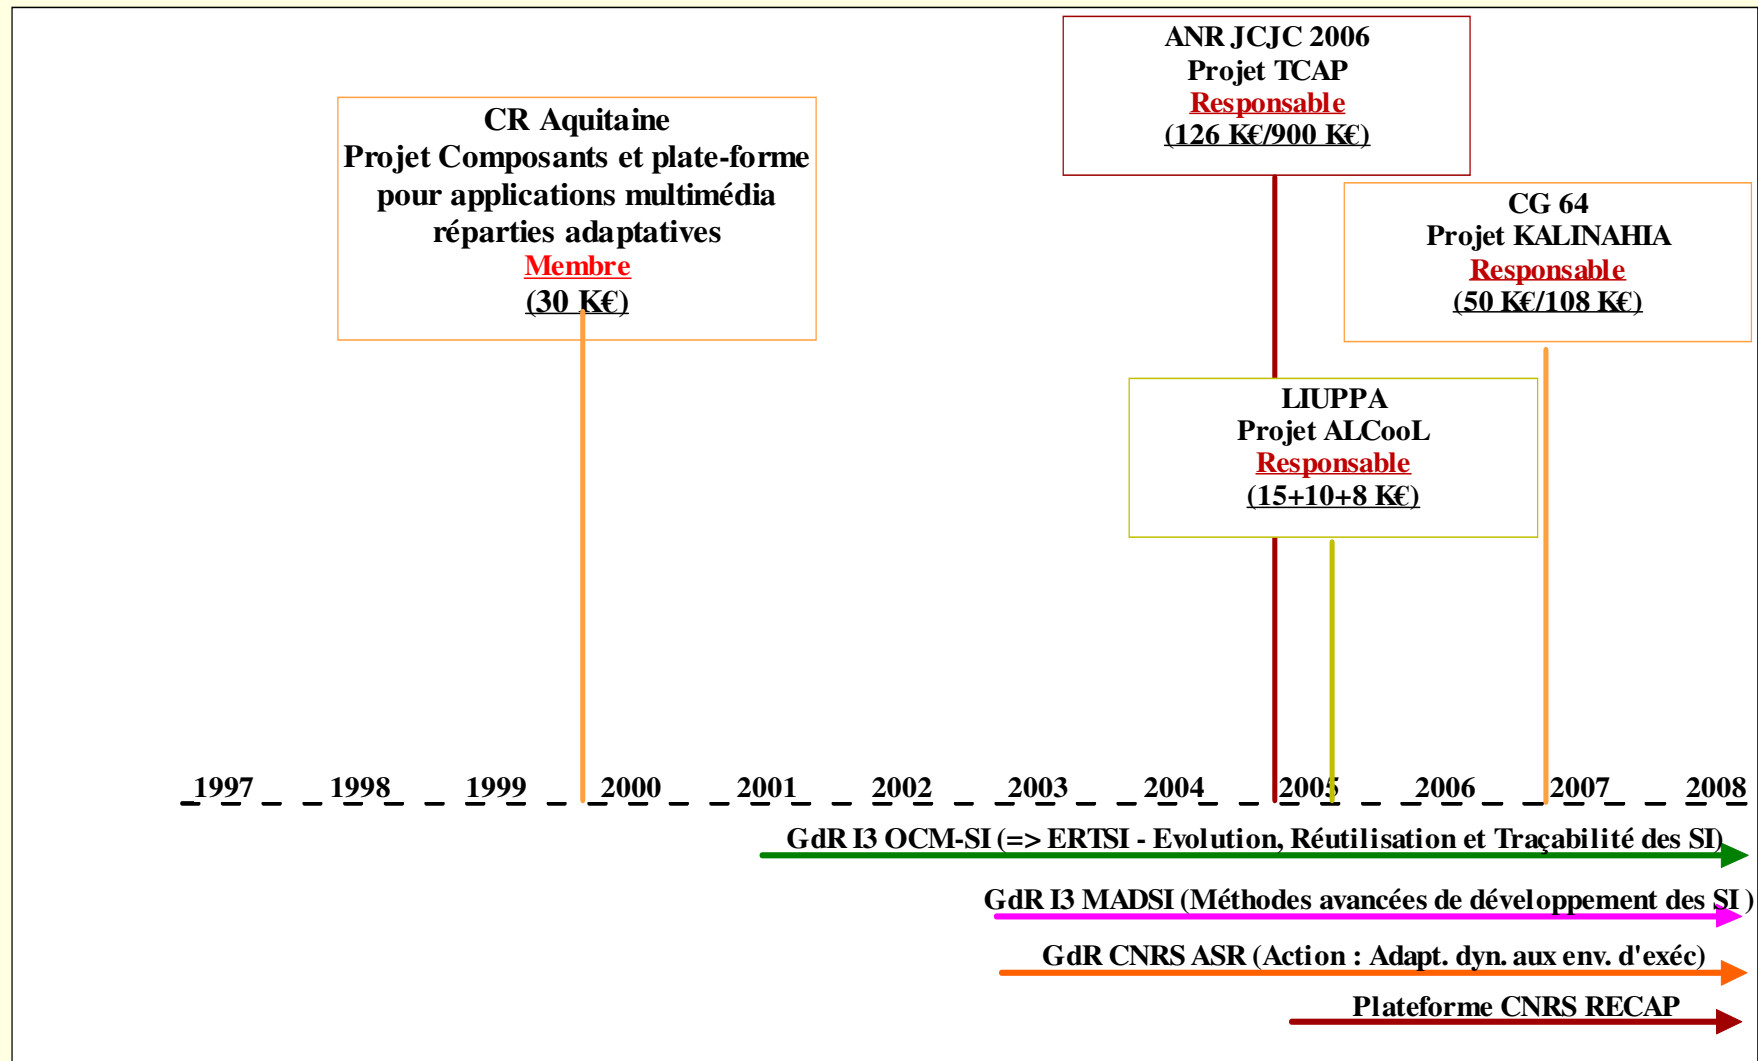 CR Aquitaine
Projet Composants et plate-forme
pour applications multimédia
réparties adaptatives
Membre
(30 K€)
ANR JCJC 2006
Projet TCAP
Responsable
(126 K€/900 K€)
CG 64
Projet KALINAHIA
Responsable
(50 K€/108 K€)
LIUPPA
Projet ALCooL
Responsable
(15+10+8 K€)
1997 1998 1999 2000 2001 2002 2003 2004 2005 2006 2007 2008
GdR I3 OCM-SI (=> ERTSI - Evolution, Réutilisation et Traçabilité des SI)
GdR I3 MADSI (Méthodes avancées de développement des SI )
GdR CNRS ASR (Action : Adapt. dyn. aux env. d'exéc)
Plateforme CNRS RECAP